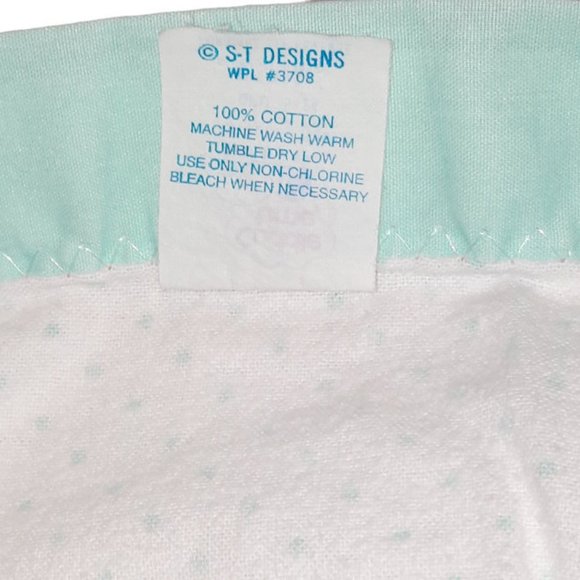 © S-T DESIGNS
WPL #3708
100% COTTON
MACHINE WASH WARM
TUMBLE DRY LOW
USE ONLY NON-CHLORINE
BLEACH WHEN NECESSARY